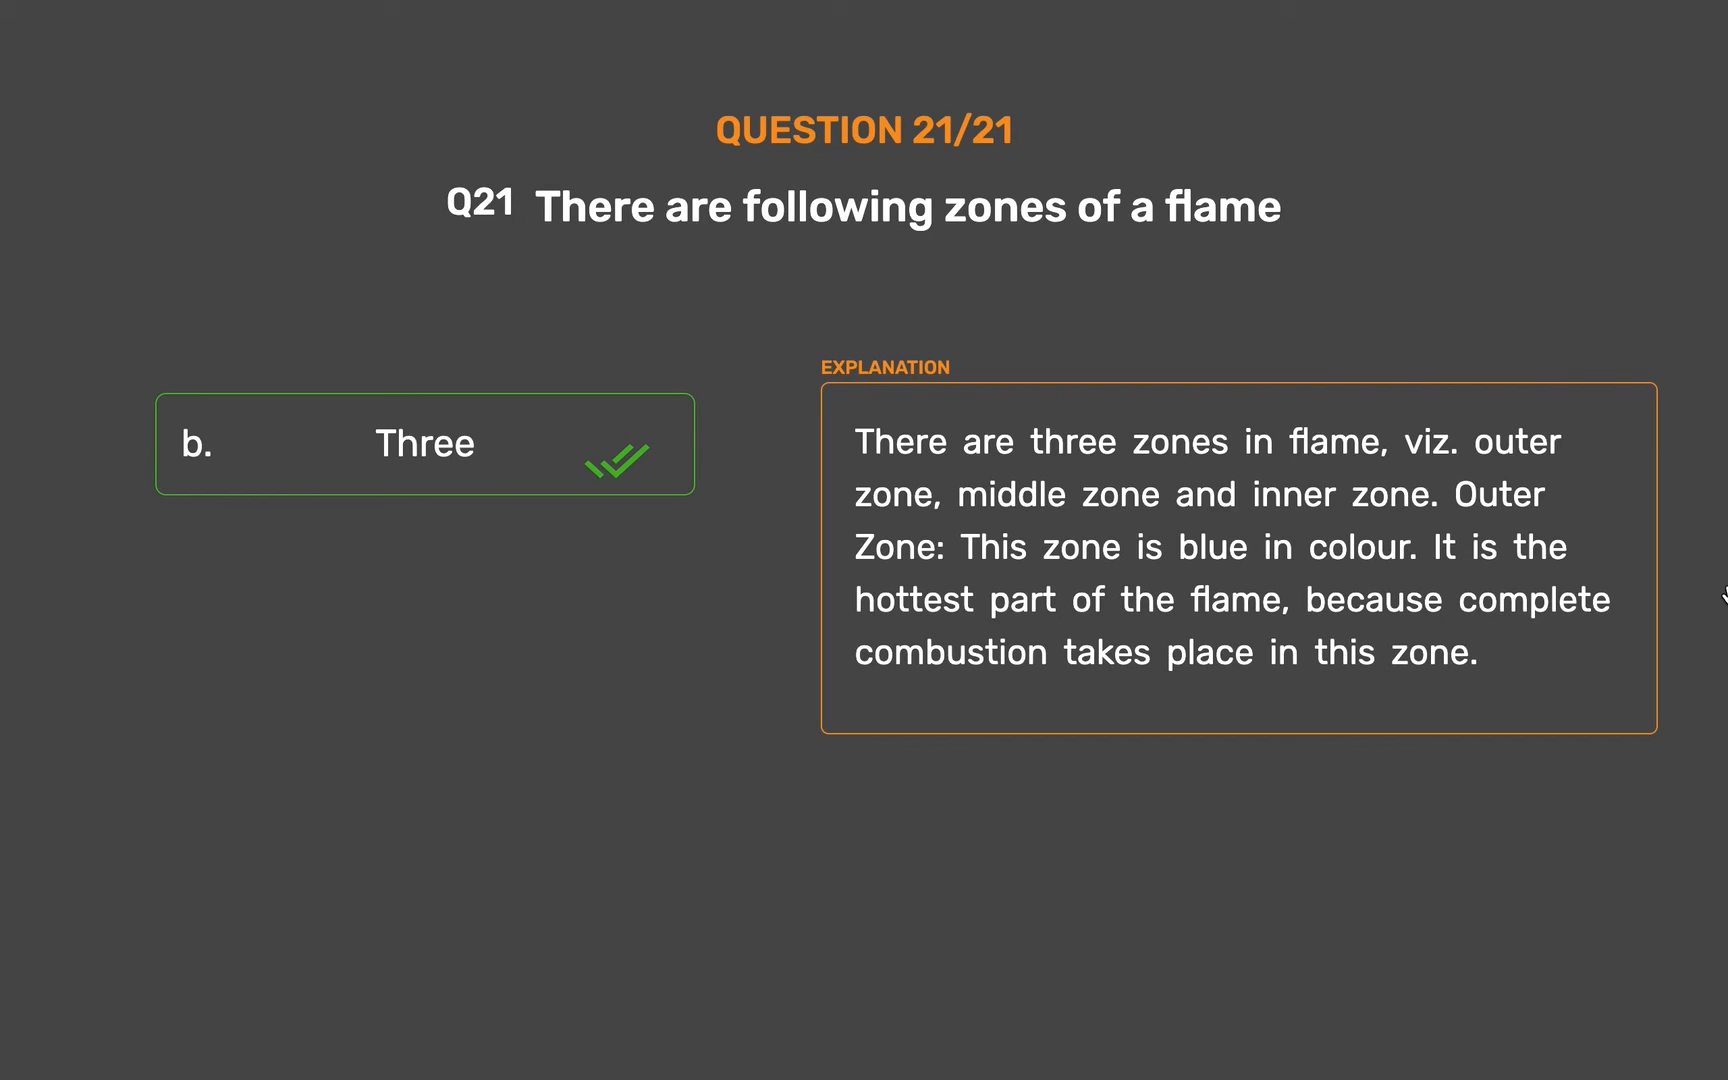 QUESTION 21/21
Q21 There are following zones of a flame
b. Three
EXPLANATION
There are three zones in flame, viz. outer
zone, middle zone and inner zone. Outer
Zone: This zone is blue in colour. It is the
hottest part of the flame, because complete
combustion takes place in this zone.